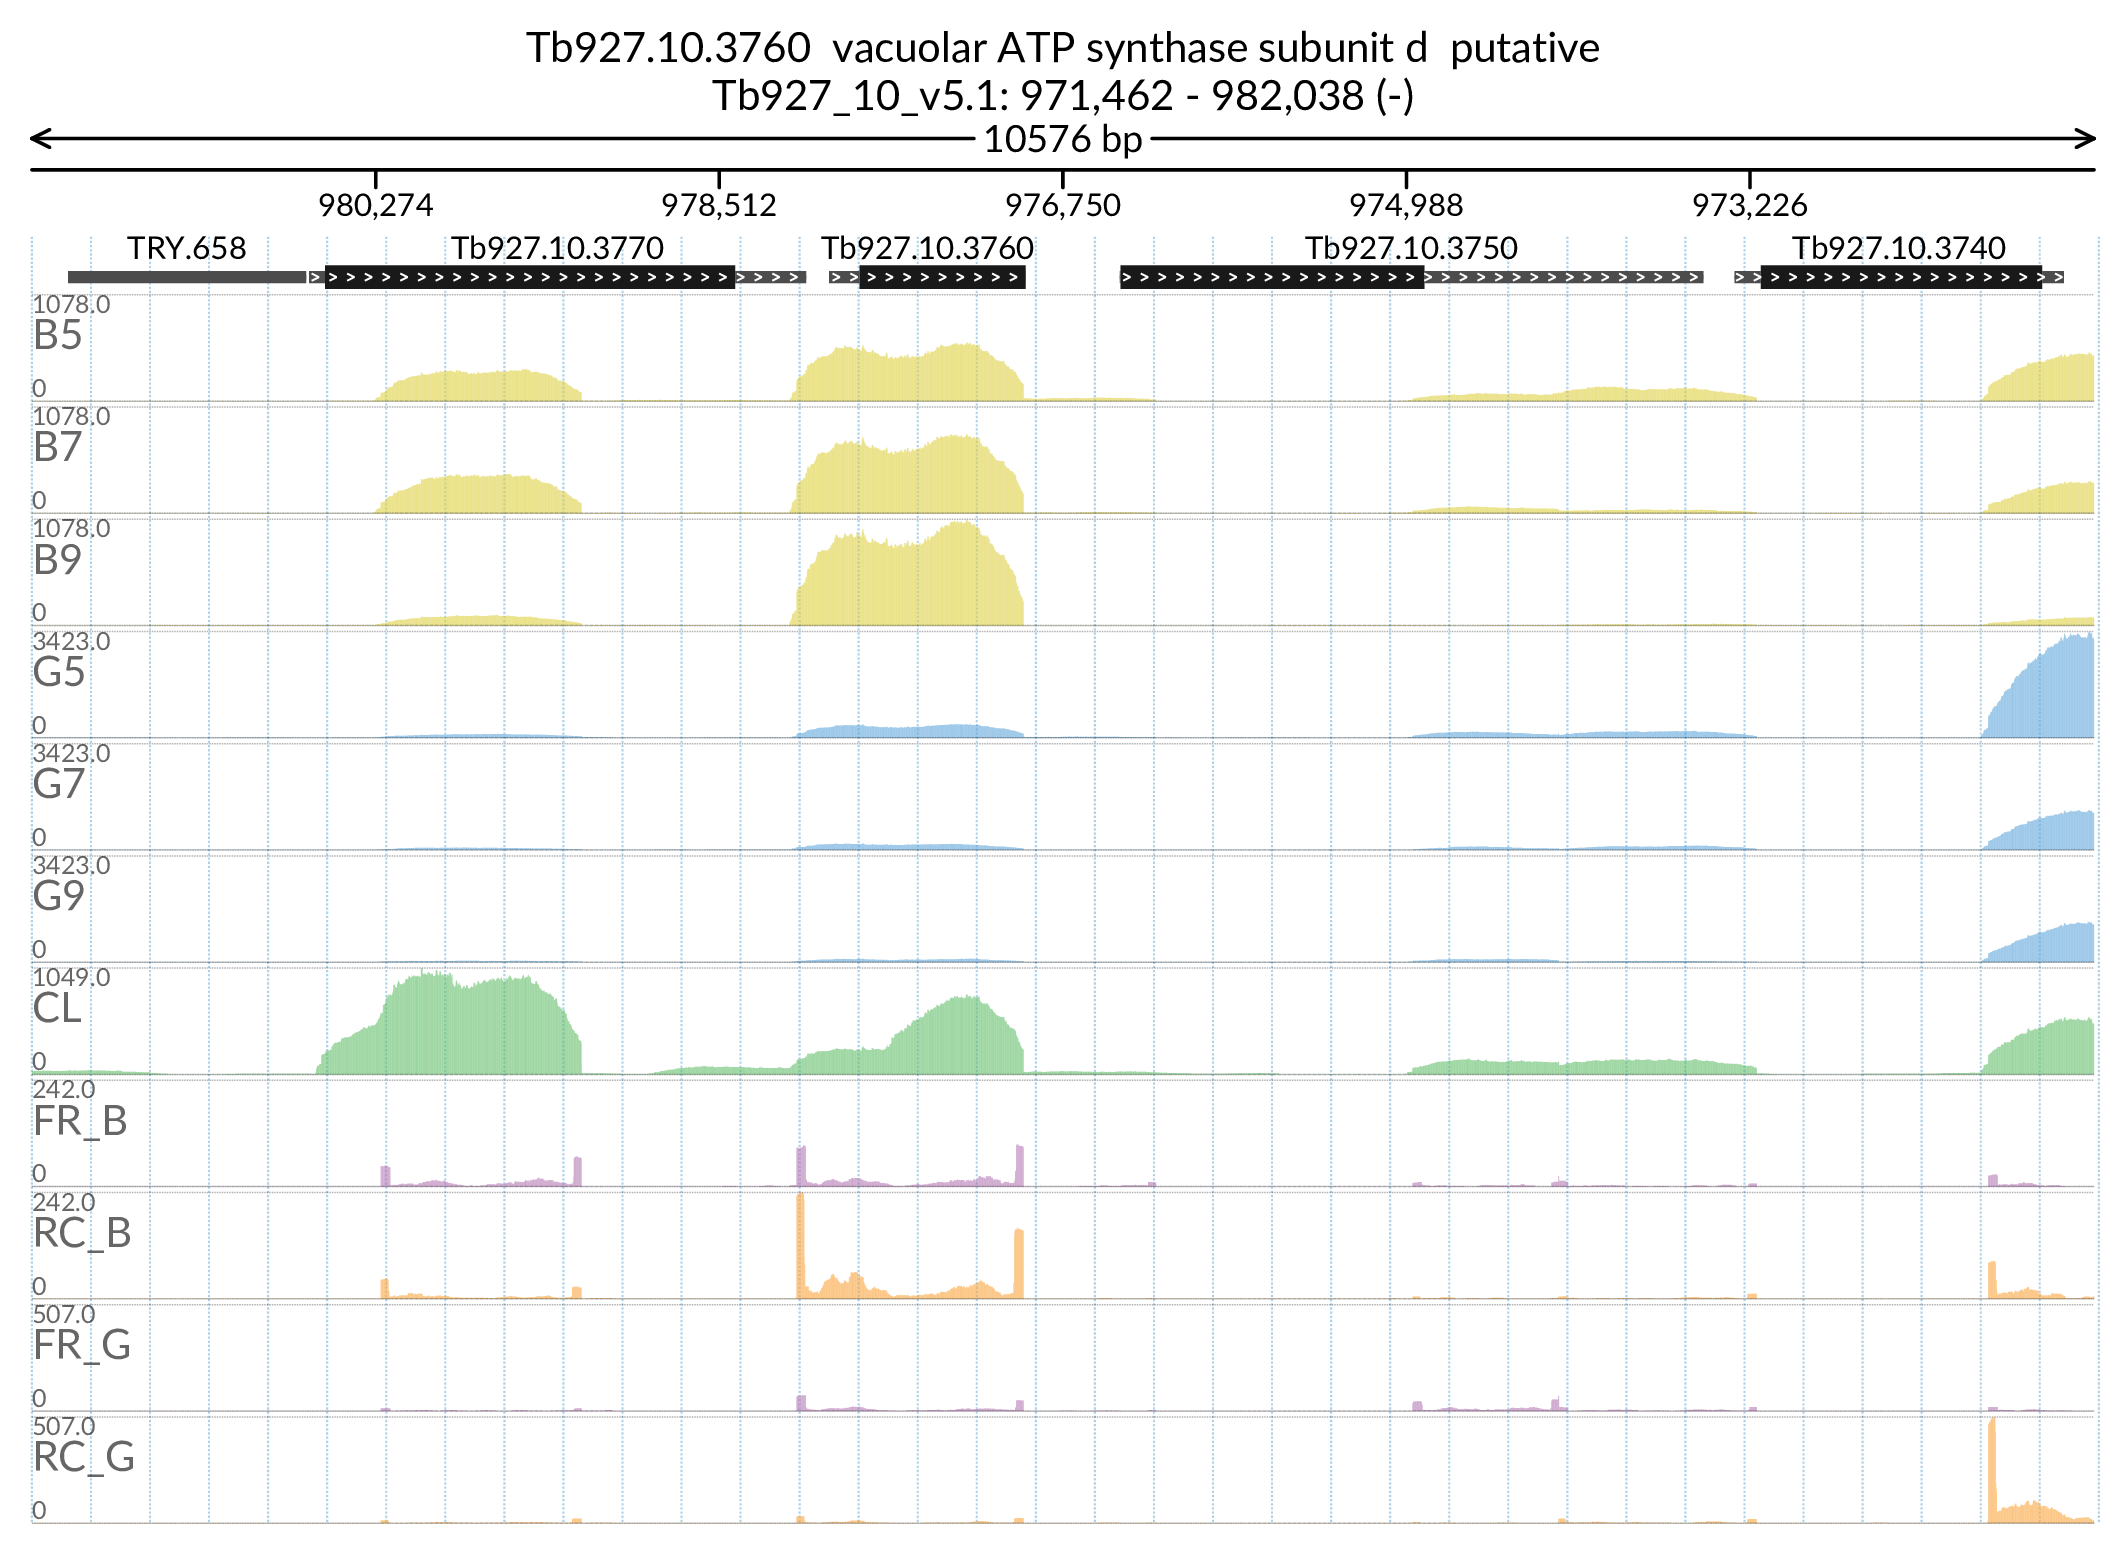 Tb927.10.3760  vacuolar ATP synthase subunit d  putative
Tb927_10_v5.1: 971,462 - 982,038 (-)
10576 bp
980,274 978,512 976,750 974,988 973,226
TRY.658 Tb927.10.3770 Tb927.10.3760 Tb927.10.3750 Tb927.10.3740
1078.0
B5
0
1078.0
B7
0
1078.0
B9
0
3423.0
G5
0
3423.0
G7
0
3423.0
G9
0
1049.0
CL
0
242.0
FR_B
0
242.0
RC_B
0
507.0
FR_G
0
507.0
RC_G
0